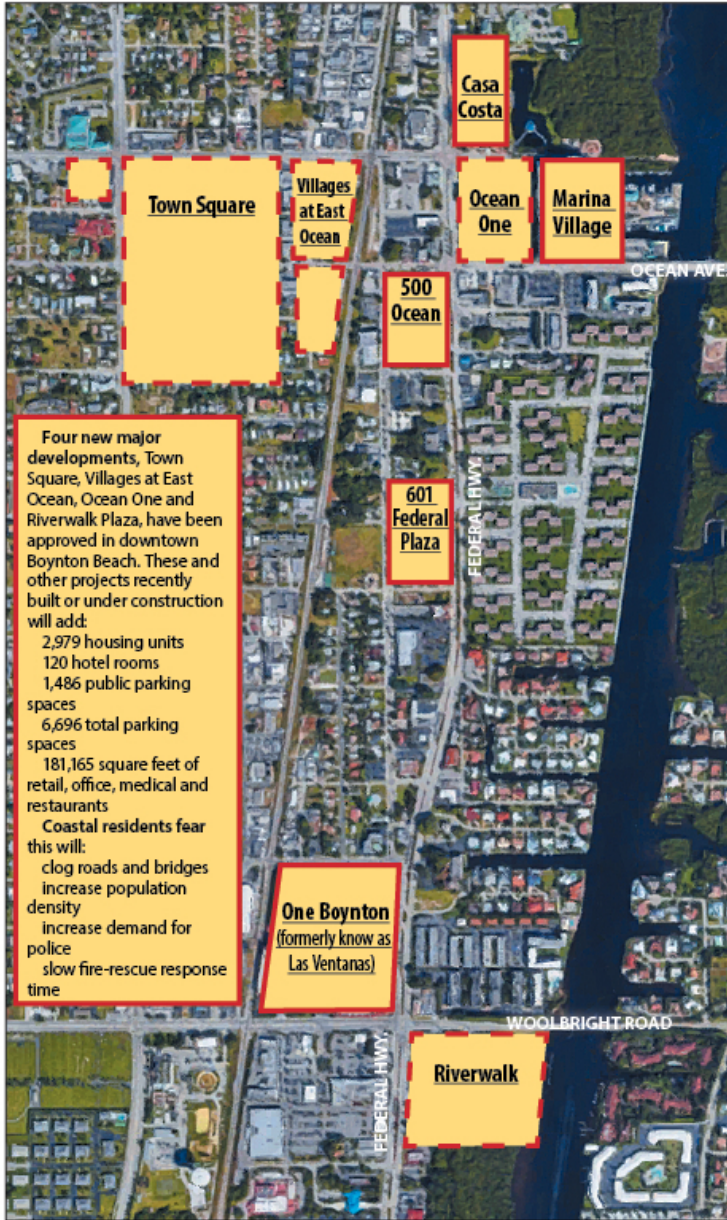 Casa
Costa
Town Square
Villages
at East
Ocean
Ocean
One
Marina
Village
OCEAN AVE.
500
Ocean
Four new major
developments, Town
Square, Villages at East
Ocean, Ocean One and
Riverwalk Plaza, have been
approved in downtown
Boynton Beach. These and
other projects recently
built or under construction
will add:
2,979 housing units
120 hotel rooms
1,486 public parking
spaces
6,696 total parking
spaces
181,165 square feet of
retail, office, medical and
restaurants
Coastal residents fear
this will:
clog roads and bridges
increase population
density
increase demand for
police
slow fire-rescue response
time
601
Federal
Plaza
FEDERAL HWY.
One Boynton
(formerly know as
Las Ventanas)
WOOLBRIGHT ROAD
FEDERAL HWY.
Riverwalk